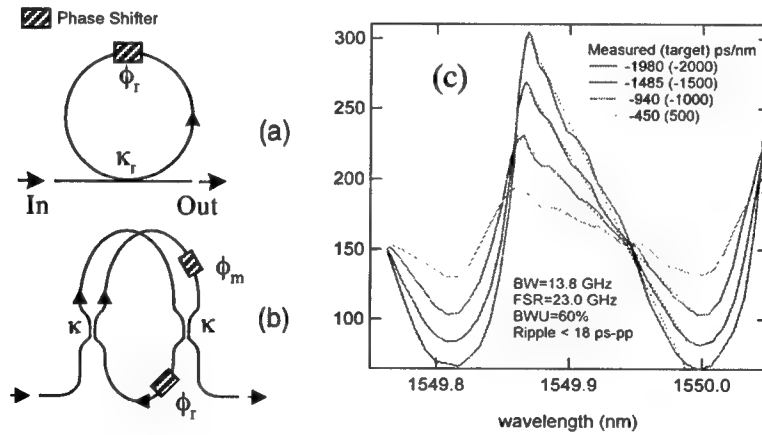 Phase Shifter
ϕr
(a)
κr
In
Out
ϕm
κ
κ
(b)
ϕr
(c)
Measured (target) ps/nm
-1980 (-2000)
-1485 (-1500)
-940 (-1000)
-450 (500)
300
250
200
150
100
BW=13.8 GHz
FSR=23.0 GHz
BWU=60%
Ripple < 18 ps-pp
1549.8
1549.9
1550.0
wavelength (nm)